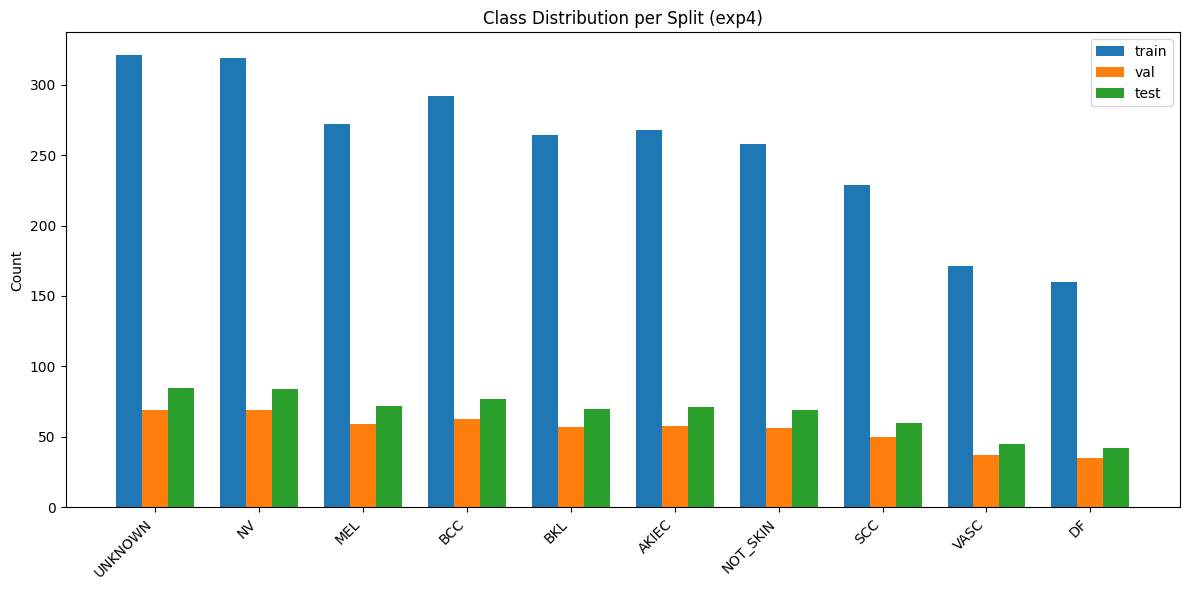 Class Distribution per Split (exp4)
train
val
test
Count
300
250
200
150
100
50
0
UNKNOWN
NV
MEL
BCC
BKL
AKIEC
NOT_SKIN
SCC
VASC
DF